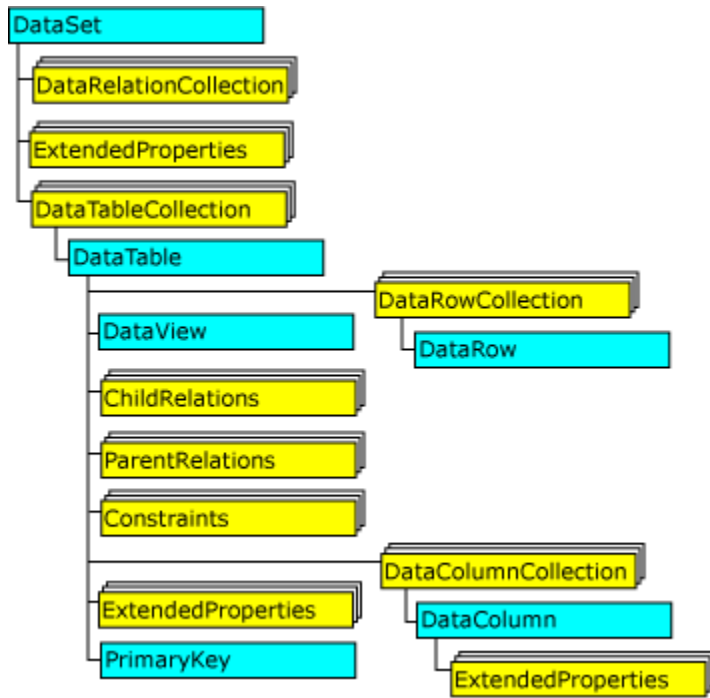 DataSet
DataRelationCollection
ExtendedProperties
DataTableCollection
DataTable
DataRowCollection
DataRow
DataView
ChildRelations
ParentRelations
Constraints
DataColumnCollection
DataColumn
ExtendedProperties
ExtendedProperties
PrimaryKey